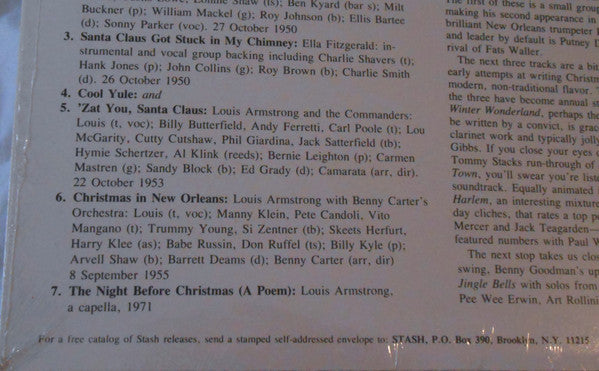 Lowe, Lonnie Shaw (ts); Ben Kyard (bar s); Milt
Buckner (p); William Mackel (g); Roy Johnson (b); Ellis Bartee
(d); Sonny Parker (voc). 27 October 1950
3. Santa Claus Got Stuck in My Chimney: Ella Fitzgerald: in-
strumental and vocal group backing including Charlie Shavers (t);
Hank Jones (p); John Collins (g); Roy Brown (b); Charlie Smith
(d). 26 October 1950
4. Cool Yule: and
5. 'Zat You, Santa Claus: Louis Armstrong and the Commanders:
Louis (t, voc); Billy Butterfield, Andy Ferretti, Carl Poole (t); Lou
McGarity, Cutty Cutshaw, Phil Giardina, Jack Satterfield (tb);
Hymie Schertzer, Al Klink (reeds); Bernie Leighton (p); Carmen
Mastren (g); Sandy Block (b); Ed Grady (d); Camarata (arr, dir).
22 October 1953
6. Christmas in New Orleans: Louis Armstrong with Benny Carter's
Orchestra: Louis (t, voc); Manny Klein, Pete Candoli, Vito
Mangano (t); Trummy Young, Si Zentner (tb); Skeets Herfurt,
Harry Klee (as); Babe Russin, Don Ruffel (ts); Billy Kyle (p);
Arvell Shaw (b); Barrett Deams (d); Benny Carter (arr, dir)
8 September 1955
7. The Night Before Christmas (A Poem): Louis Armstrong,
a capella, 1971
The first of these is a small group
making his second appearance in
brilliant New Orleans trumpeter
and leader by default is Putney
rival of Fats Waller.
The next three tracks are a bit
early attempts at writing Christm
modern, non-traditional flavor.
the three have become annual st
Winter Wonderland, perhaps the
be written by a convict, is grace
clarinet work and typically jolly
Gibbs. If you close your eyes
Tommy Stacks run-through of
Town, you'll swear you're liste
soundtrack. Equally animated
Harlem, an interesting mixture
day cliches, that rates a top p
Mercer and Jack Teagarden—
featured numbers with Paul W
The next stop takes us clos
swing, Benny Goodman's up
Jingle Bells with solos from
Pee Wee Erwin, Art Rollini
For a free catalog of Stash releases, send a stamped self-addressed envelope to: STASH, P.O. Box 390, Brooklyn, N.Y. 11215